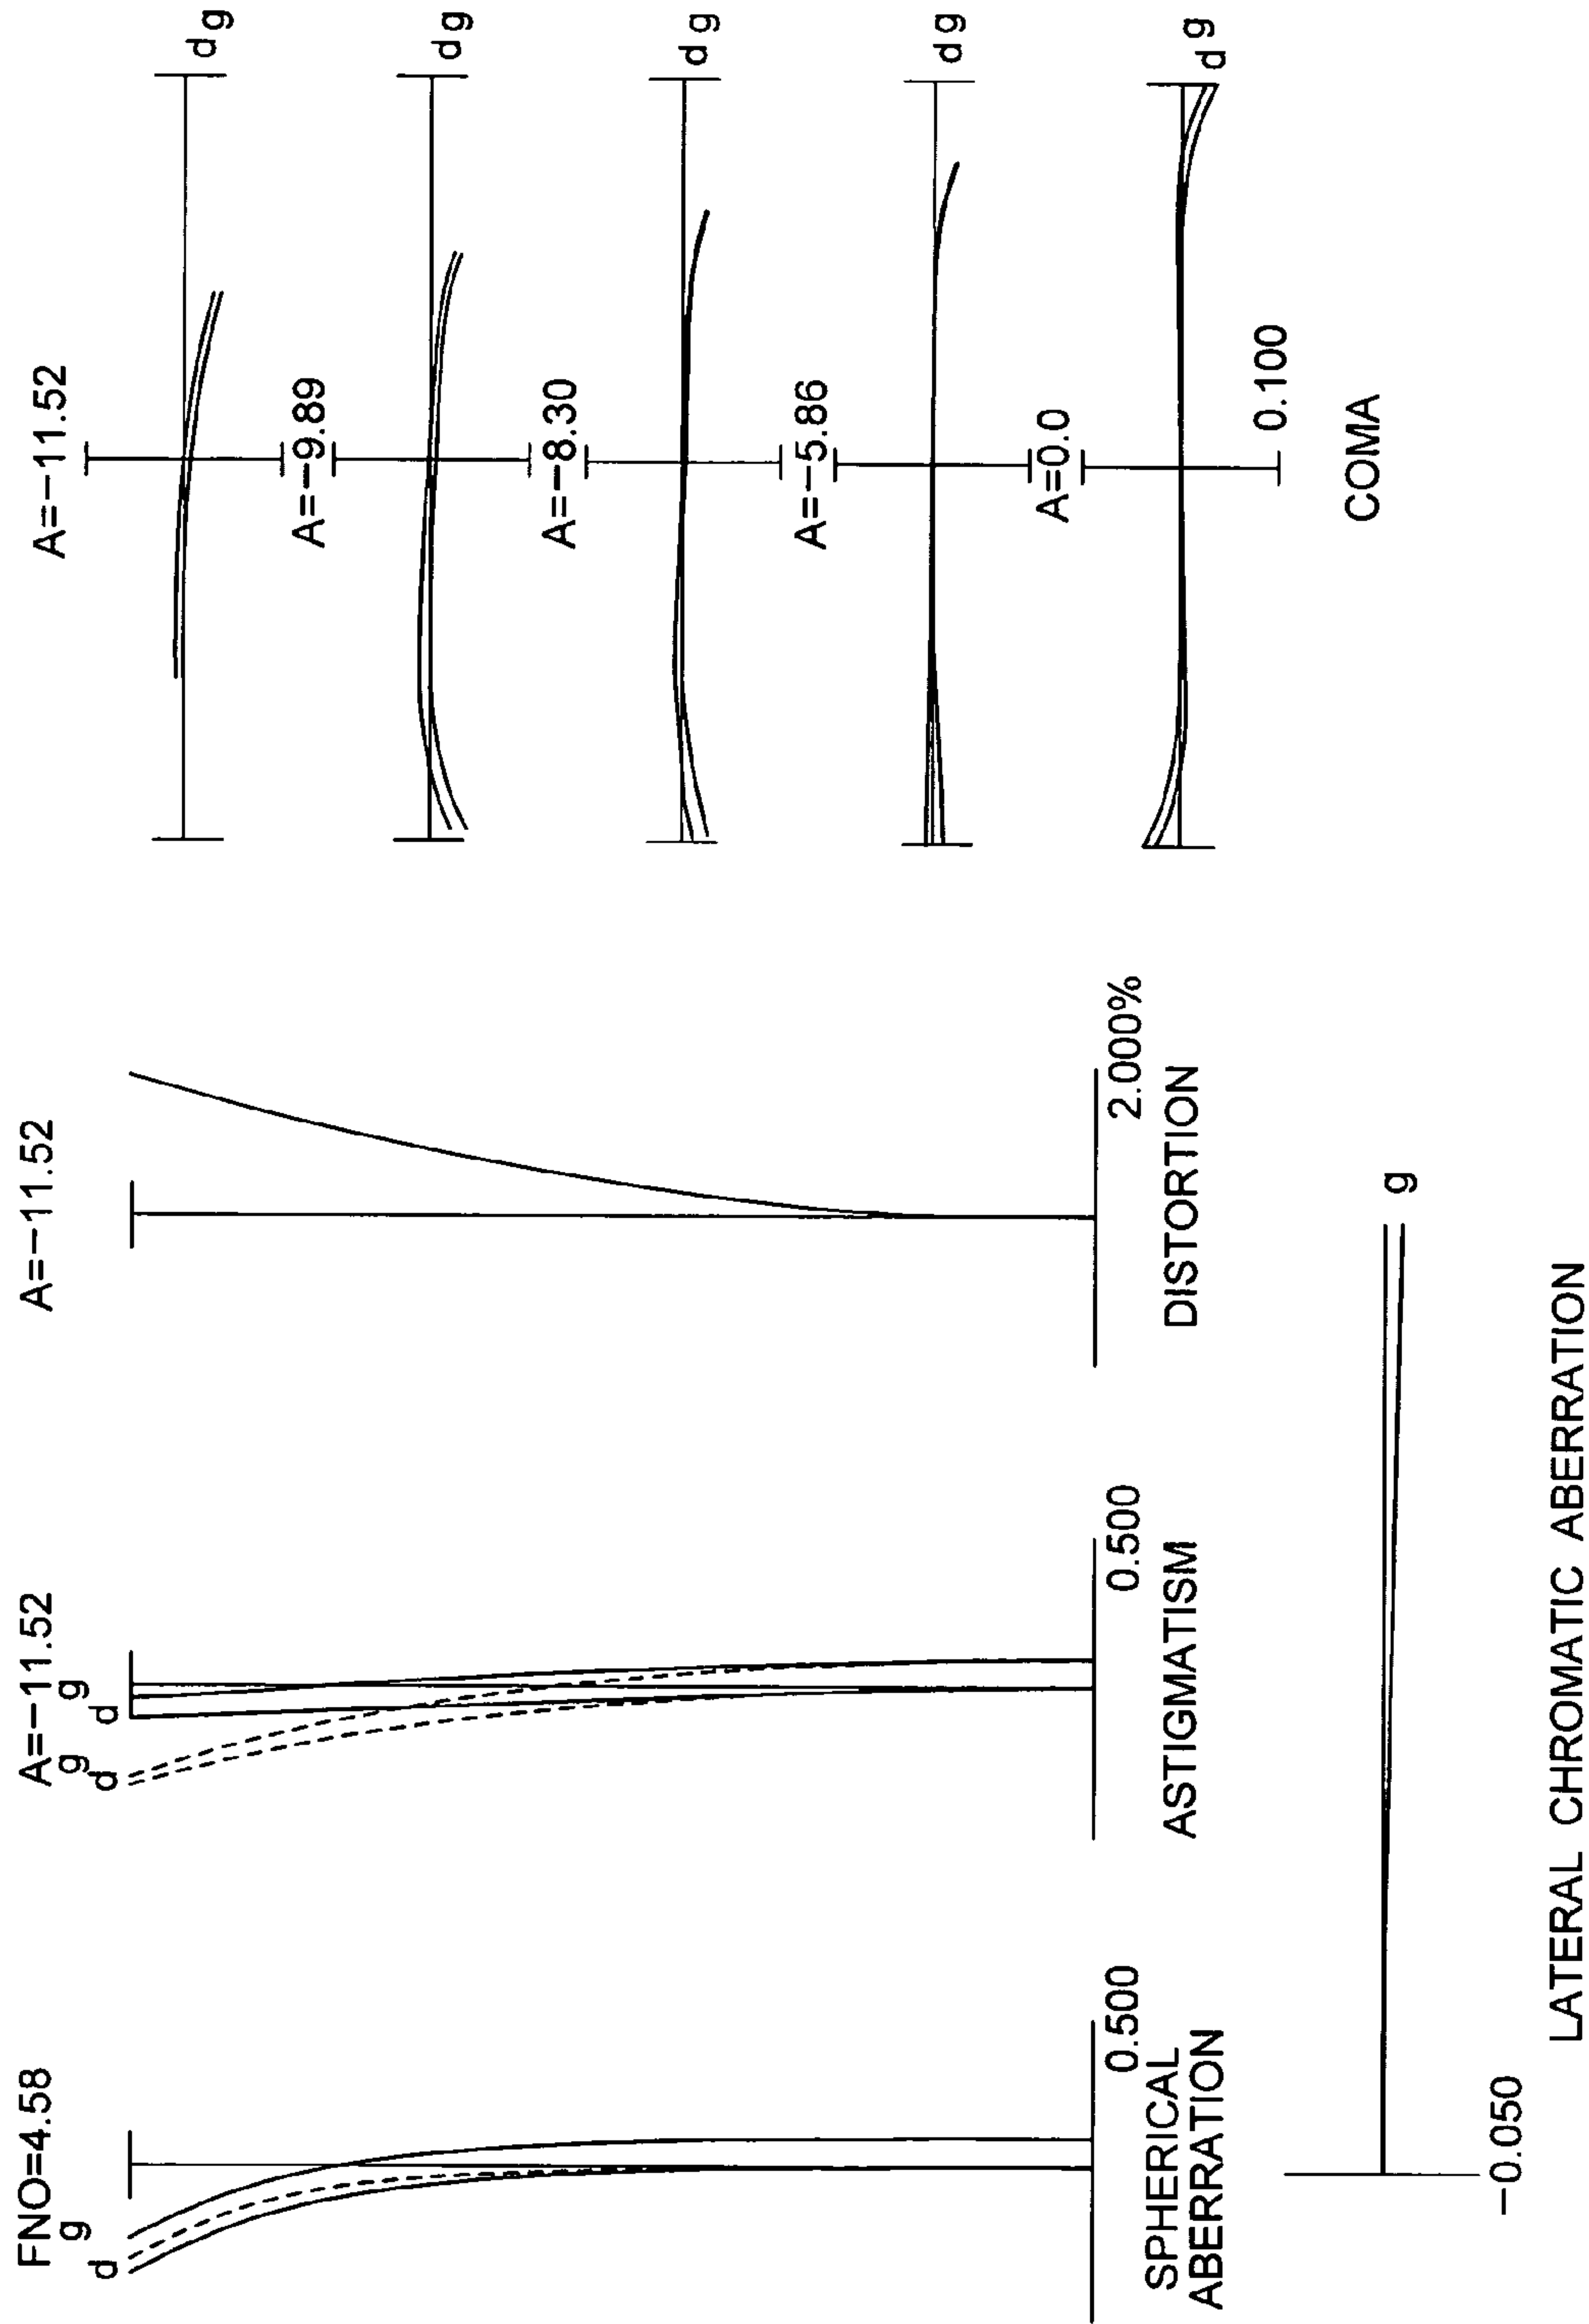 FNO=4.58
g
d
0.500
SPHERICAL
ABERRATION
A=−11.52
g
d
g
d
0.500
ASTIGMATISM
A=−11.52
2.000%
DISTORTION
A=−11.52
d g
A=−9.89
d g
A=−8.30
d g
A=−5.86
d g
A=0.0
d g
0.100
COMA
g
−0.050
LATERAL CHROMATIC ABERRATION